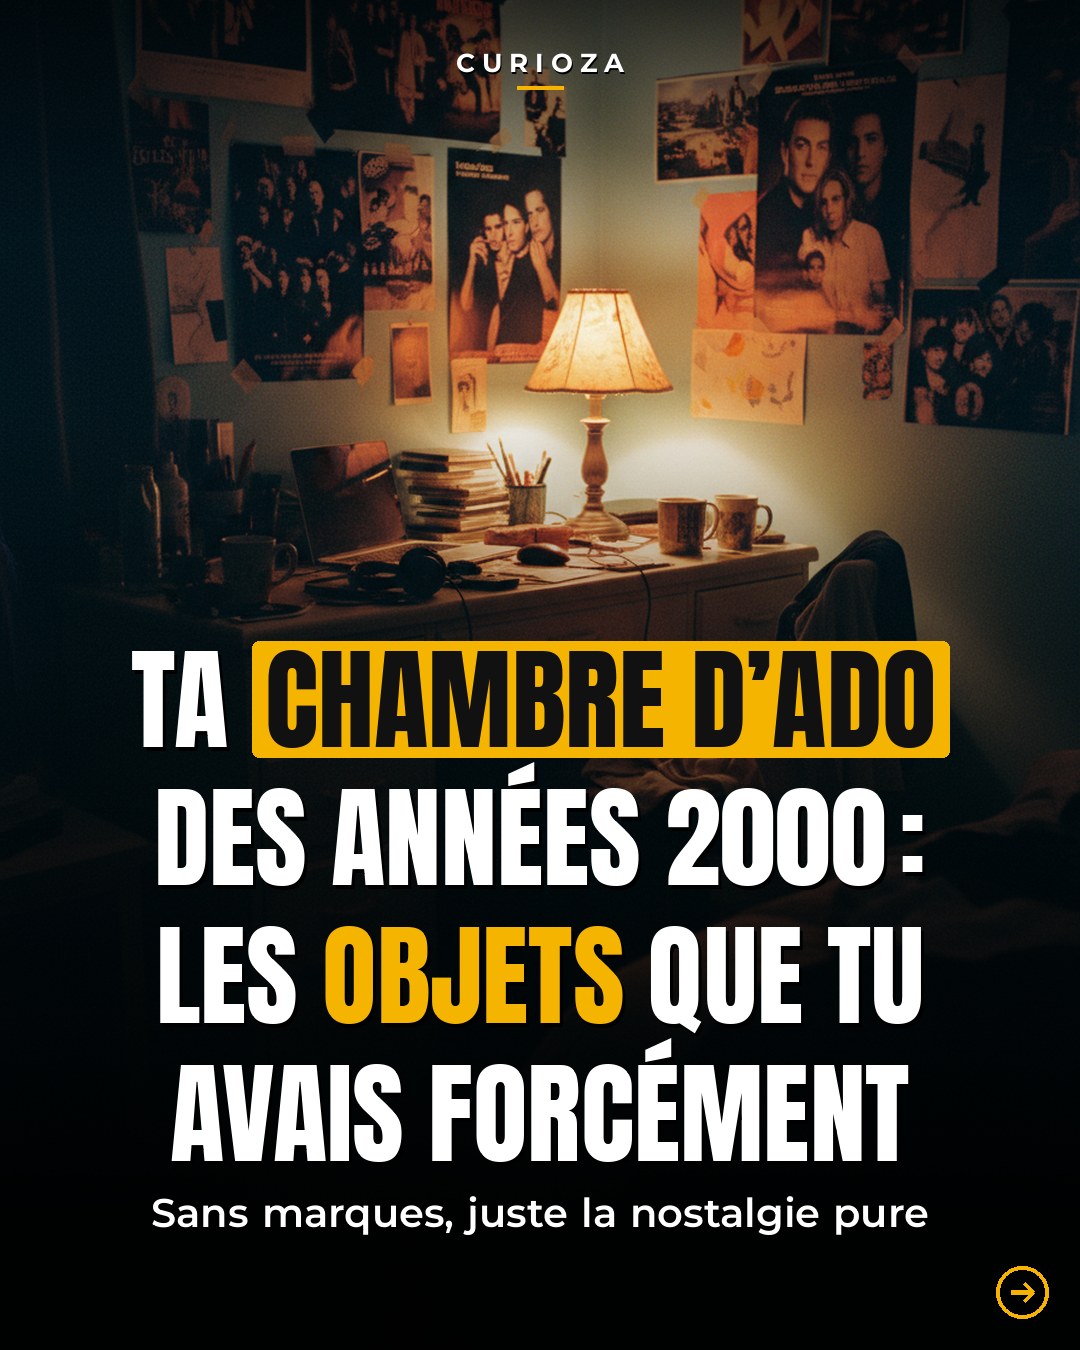 CURIOZA
TA CHAMBRE D’ADO
DES ANNÉES 2000 :
LES OBJETS QUE TU
AVAIS FORCÉMENT
Sans marques, juste la nostalgie pure